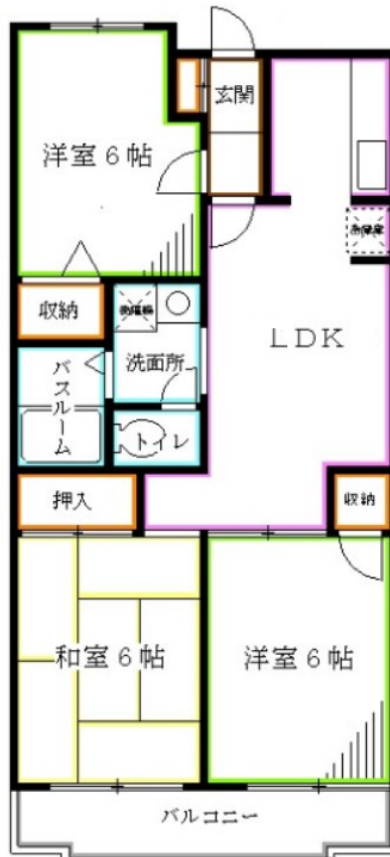 玄関
洋室6帖
冷蔵庫
収納
洗濯機
LDK
洗面所
バスルーム
トイレ
押入
収納
和室6帖
洋室6帖
バルコニー